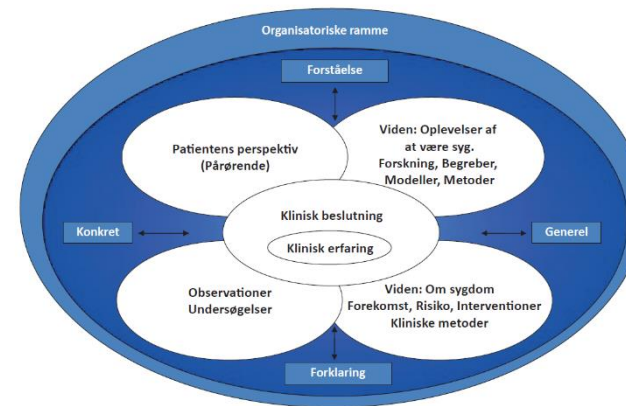 Organisatoriske ramme
Forståelse
Patientens perspektiv
(Pårørende)
Viden: Oplevelser af
at være syg.
Forskning, Begreber,
Modeller, Metoder
Klinisk beslutning
Konkret
Generel
Klinisk erfaring
Observationer
Undersøgelser
Viden: Om sygdom
Forekomst, Risiko, Interventioner
Kliniske metoder
Forklaring